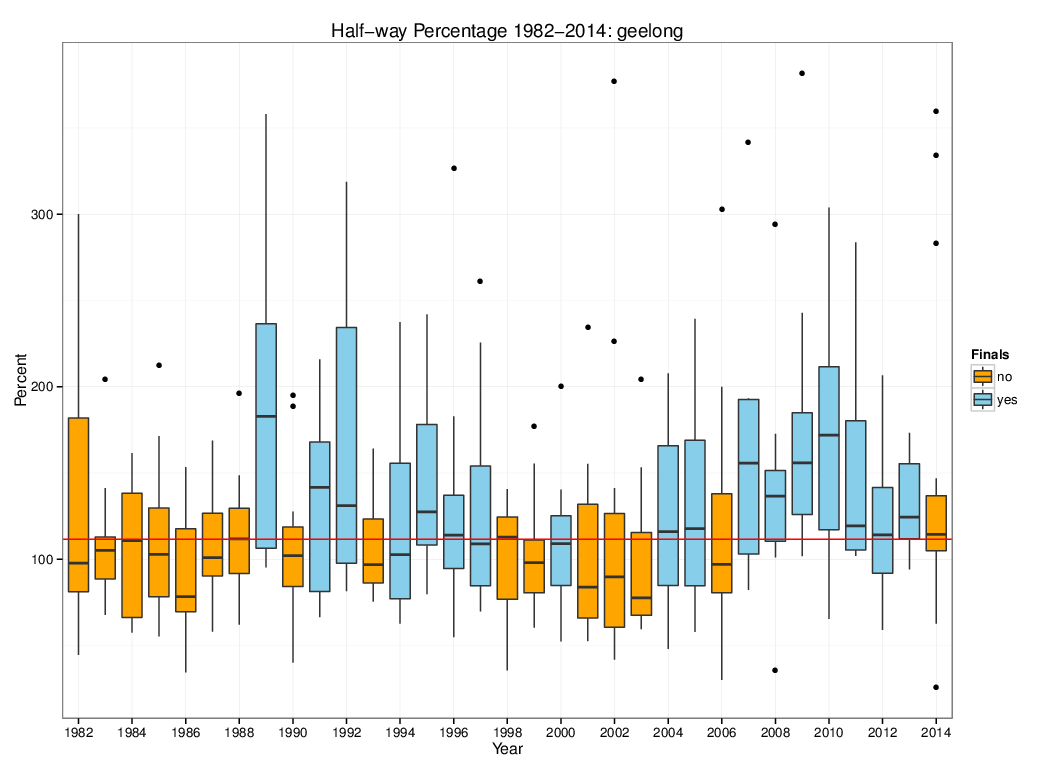 Half−way Percentage 1982−2014: geelong
Percent
300
200
100
1982 1984 1986 1988 1990 1992 1994 1996 1998 2000 2002 2004 2006 2008 2010 2012 2014
Year
Finals
no
yes